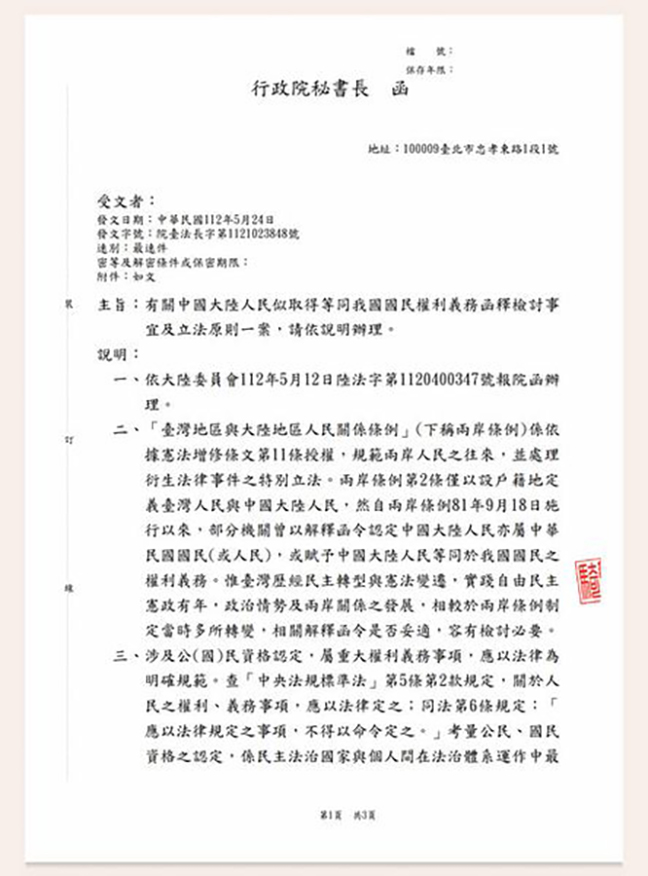 檔 號：
保存年限：
行政院秘書長 函
地址：100009臺北市忠孝東路1段1號
受文者：
發文日期：中華民國112年5月24日
發文字號：院臺法長字第1121023848號
速別：最速件
密等及解密條件或保密期限：
附件：如文
主旨：有關中國大陸人民似取得等同我國國民權利義務函釋檢討事
宜及立法原則一案，請依說明辦理。
說明：
一、依大陸委員會112年5月12日陸法字第1120400347號報院函辦
理。
二、「臺灣地區與大陸地區人民關係條例」(下稱兩岸條例)係依
據憲法增修條文第11條授權，規範兩岸人民之往來，並處理
衍生法律事件之特別立法。兩岸條例第2條僅以設戶籍地定
義臺灣人民與中國大陸人民，然自兩岸條例81年9月18日施
行以來，部分機關曾以解釋函令認定中國大陸人民亦屬中華
民國國民(或人民)，或賦予中國大陸人民等同於我國國民之
權利義務。惟臺灣歷經民主轉型與憲法變遷，實踐自由民主
憲政有年，政治情勢及兩岸關係之發展，相較於兩岸條例制
定當時多所轉變，相關解釋函令是否妥適，容有檢討必要。
三、涉及公(國)民資格認定，屬重大權利義務事項，應以法律為
明確規範。查「中央法規標準法」第5條第2款規定，關於人
民之權利、義務事項，應以法律定之；同法第6條規定：「
應以法律規定之事項，不得以命令定之。」考量公民、國民
資格之認定，係民主法治國家與個人間在法治體系運作中最
裝
訂
線
騎
第1頁 共3頁